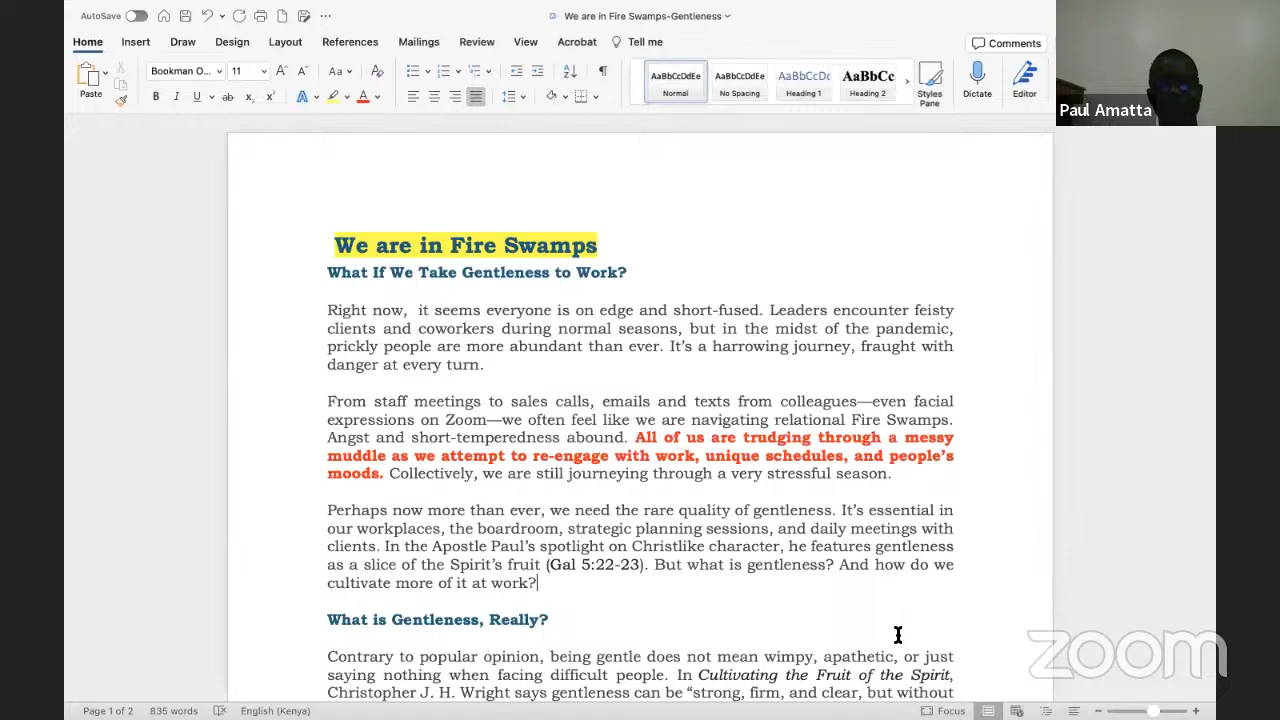 AutoSave
We are in Fire Swamps-Gentleness
Home Insert Draw Design Layout References Mailings Review View Acrobat Tell me
Comments
Paste
Bookman O... 11
AaBbCcDdEe AaBbCcDdEe AaBbCcDc AaBbCc
Normal No Spacing Heading 1 Heading 2
Styles Pane
Dictate
Editor
Paul Amatta
We are in Fire Swamps
What If We Take Gentleness to Work?
Right now, it seems everyone is on edge and short-fused. Leaders encounter feisty
clients and coworkers during normal seasons, but in the midst of the pandemic,
prickly people are more abundant than ever. It's a harrowing journey, fraught with
danger at every turn.
From staff meetings to sales calls, emails and texts from colleagues—even facial
expressions on Zoom—we often feel like we are navigating relational Fire Swamps.
Angst and short-temperedness abound. All of us are trudging through a messy
muddle as we attempt to re-engage with work, unique schedules, and people's
moods. Collectively, we are still journeying through a very stressful season.
Perhaps now more than ever, we need the rare quality of gentleness. It's essential in
our workplaces, the boardroom, strategic planning sessions, and daily meetings with
clients. In the Apostle Paul's spotlight on Christlike character, he features gentleness
as a slice of the Spirit's fruit (Gal 5:22-23). But what is gentleness? And how do we
cultivate more of it at work?
What is Gentleness, Really?
Contrary to popular opinion, being gentle does not mean wimpy, apathetic, or just
saying nothing when facing difficult people. In Cultivating the Fruit of the Spirit,
Christopher J. H. Wright says gentleness can be "strong, firm, and clear, but without
zoom
Page 1 of 2 835 words English (Kenya) Focus